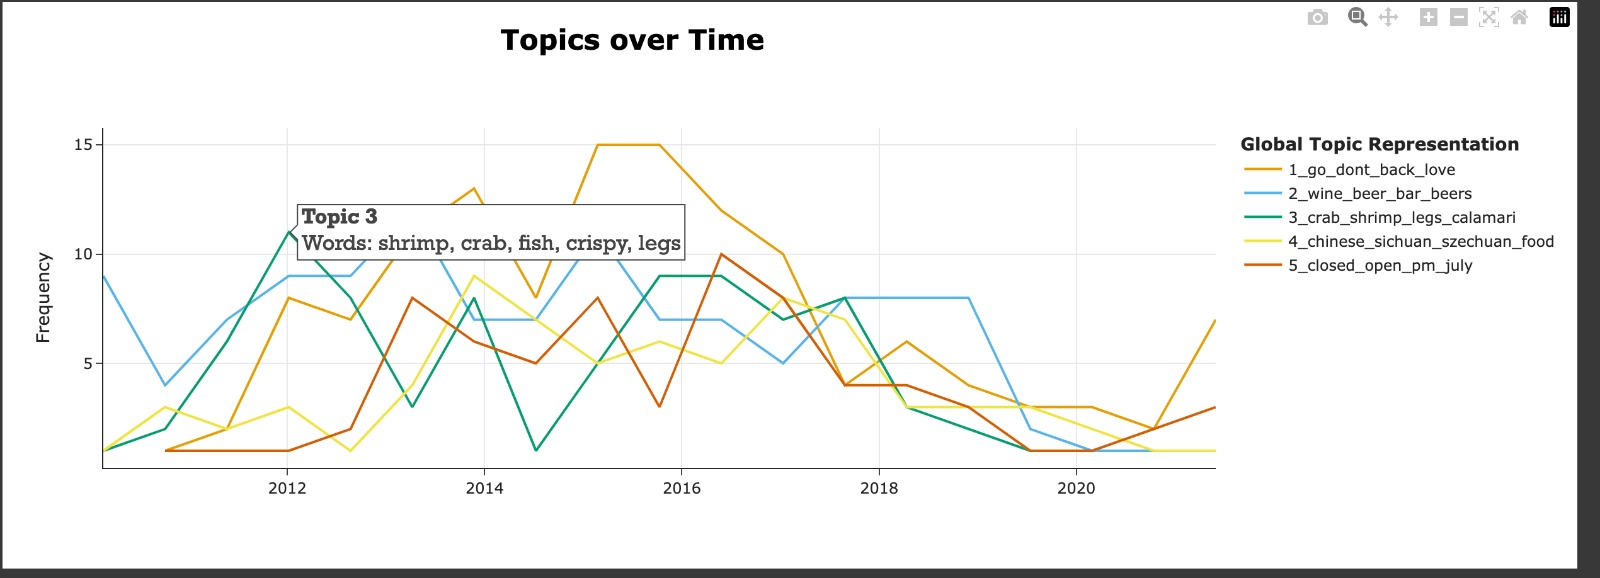 Topics over Time
15
10
5
Frequency
Topic 3
Words: shrimp, crab, fish, crispy, legs
2012
2014
2016
2018
2020
Global Topic Representation
1_go_dont_back_love
2_wine_beer_bar_beers
3_crab_shrimp_legs_calamari
4_chinese_sichuan_szechuan_food
5_closed_open_pm_july